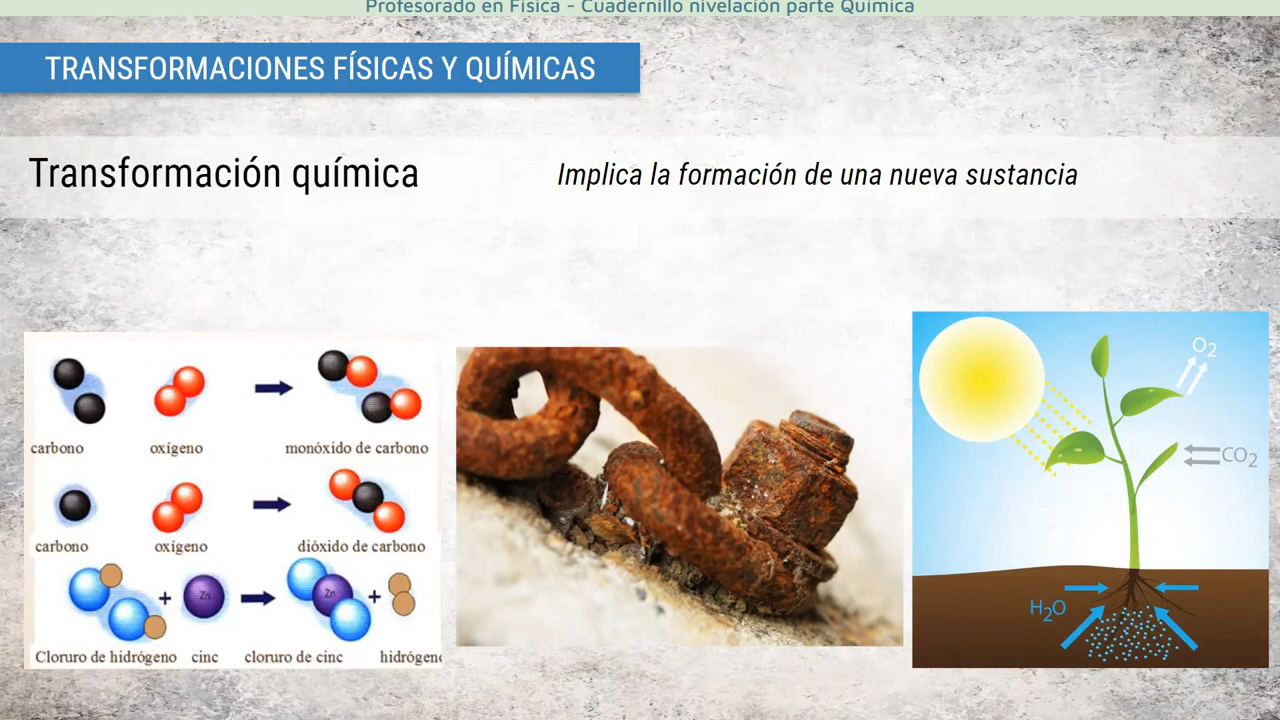 Profesorado en Física - Cuadernillo nivelación parte Química
TRANSFORMACIONES FÍSICAS Y QUÍMICAS
Transformación química
Implica la formación de una nueva sustancia
carbono oxígeno monóxido de carbono
carbono oxígeno dióxido de carbono
+ Zn Zn +
Cloruro de hidrógeno cinc cloruro de cinc hidrógeno
O2
CO2
H2O